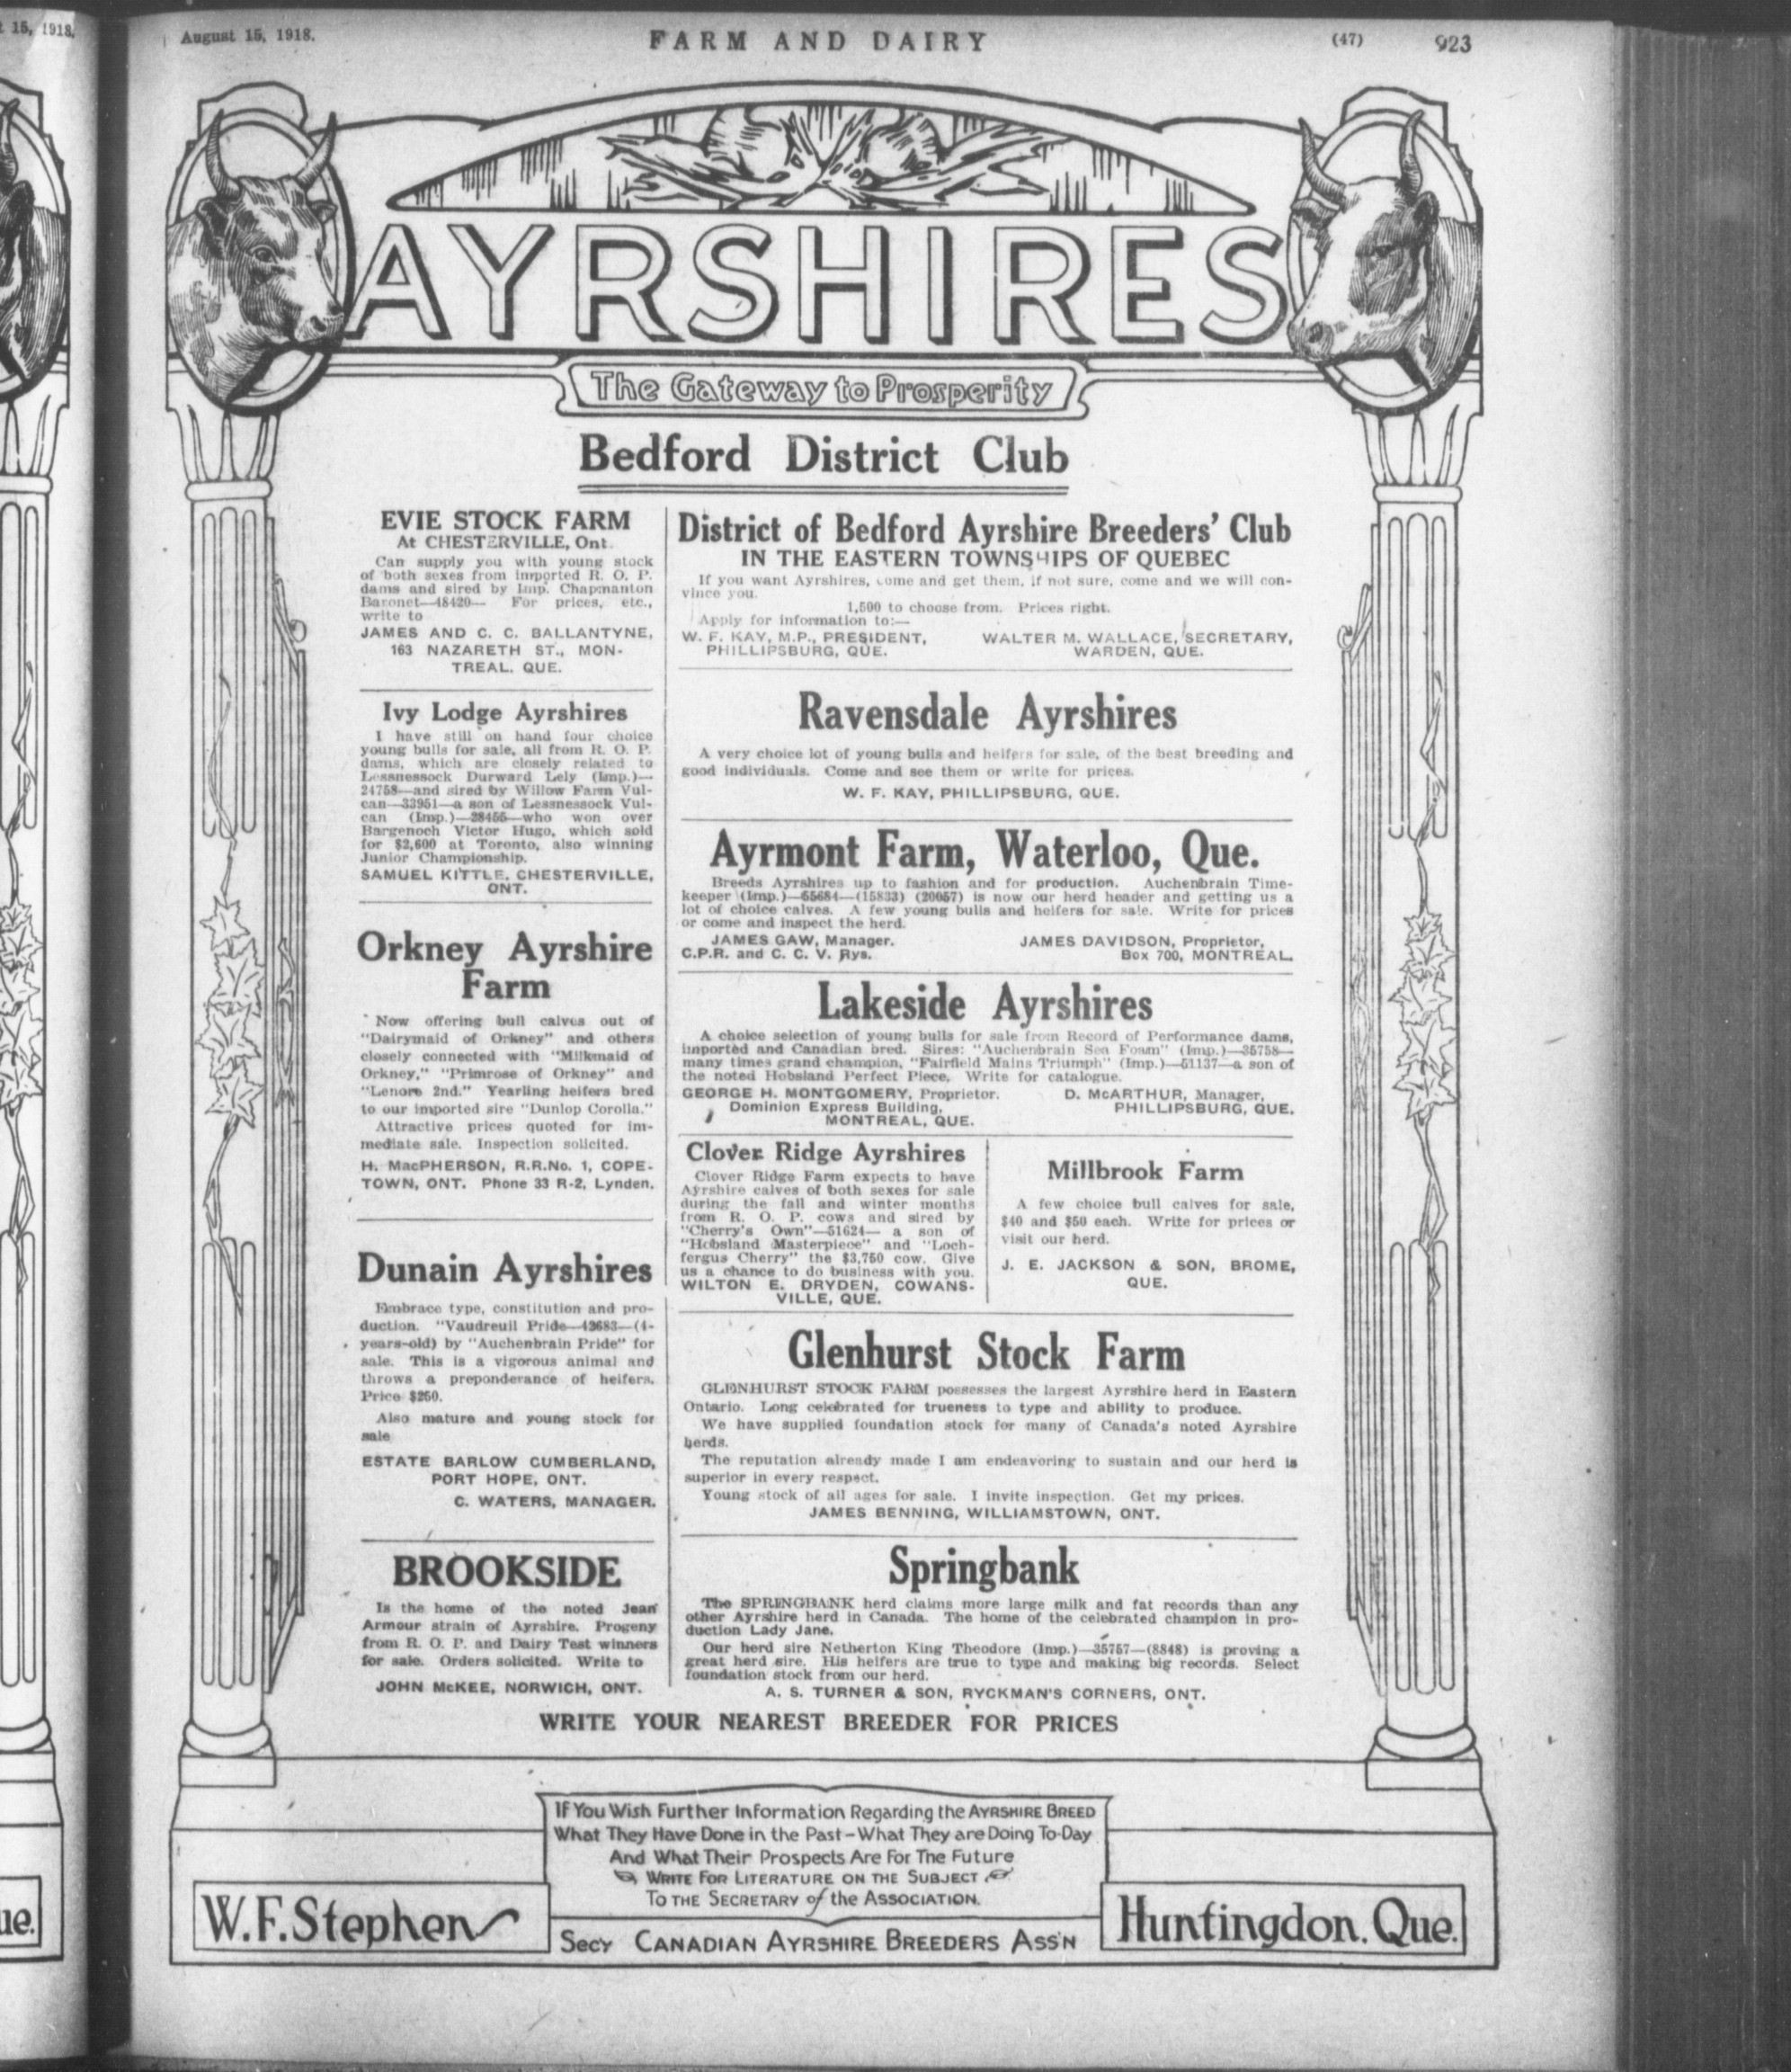 t 15, 1918.
August 15, 1918.
FARM AND DAIRY
(47) 923
AYRSHIRES
The Gateway to Prosperity
Bedford District Club
EVIE STOCK FARM
At CHESTERVILLE, Ont.
Can supply you with young stock
of both sexes from imported R. O. P.
dams and sired by Imp. Chapmanton
Baronet—48420— For prices, etc.,
write to
JAMES AND C. C. BALLANTYNE,
163 NAZARETH ST., MON-
TREAL. QUE.
Ivy Lodge Ayrshires
I have still on hand four choice
young bulls for sale, all from R. O. P.
dams, which are closely related to
Lessnessock Durward Lely (Imp.)—
24758—and sired by Willow Farm Vul-
can—33951—a son of Lessnessock Vul-
can (Imp.)—28455—who won over
Bargenoch Victor Hugo, which sold
for $2,600 at Toronto, also winning
Junior Championship.
SAMUEL KITTLE, CHESTERVILLE,
ONT.
Orkney Ayrshire
Farm
Now offering bull calves out of
"Dairymaid of Orkney" and others
closely connected with "Milkmaid of
Orkney," "Primrose of Orkney" and
"Lenore 2nd." Yearling heifers bred
to our imported sire "Dunlop Corolla."
Attractive prices quoted for im-
mediate sale. Inspection solicited.
H. MacPHERSON, R.R.No. 1, COPE-
TOWN, ONT. Phone 33 R-2, Lynden.
Dunain Ayrshires
Embrace type, constitution and pro-
duction. "Vaudreuil Pride—42683—(4-
years-old) by "Auchenbrain Pride" for
sale. This is a vigorous animal and
throws a preponderance of heifers.
Price $250.
Also mature and young stock for
sale
ESTATE BARLOW CUMBERLAND,
PORT HOPE, ONT.
C. WATERS, MANAGER.
BROOKSIDE
Is the home of the noted Jean
Armour strain of Ayrshire. Progeny
from R. O. P. and Dairy Test winners
for sale. Orders solicited. Write to
JOHN McKEE, NORWICH, ONT.
District of Bedford Ayrshire Breeders' Club
IN THE EASTERN TOWNSHIPS OF QUEBEC
If you want Ayrshires, come and get them, if not sure, come and we will con-
vince you.
1,500 to choose from. Prices right.
Apply for information to:—
W. F. KAY, M.P., PRESIDENT, WALTER M. WALLACE, SECRETARY,
PHILLIPSBURG, QUE. WARDEN, QUE.
Ravensdale Ayrshires
A very choice lot of young bulls and heifers for sale, of the best breeding and
good individuals. Come and see them or write for prices.
W. F. KAY, PHILLIPSBURG, QUE.
Ayrmont Farm, Waterloo, Que.
Breeds Ayrshires up to fashion and for production. Auchenbrain Time-
keeper (Imp.)—55684—(15833) (20057) is now our herd header and getting us a
lot of choice calves. A few young bulls and heifers for sale. Write for prices
or come and inspect the herd.
JAMES GAW, Manager. JAMES DAVIDSON, Proprietor,
C.P.R. and C. C. V. Rys. Box 700, MONTREAL.
Lakeside Ayrshires
A choice selection of young bulls for sale from Record of Performance dams,
imported and Canadian bred. Sires: "Auchenbrain Sea Foam" (Imp.)—35758—
many times grand champion, "Fairfield Mains Triumph" (Imp.)—51137—a son of
the noted Hobsland Perfect Piece. Write for catalogue.
GEORGE H. MONTGOMERY, Proprietor. D. McARTHUR, Manager,
Dominion Express Building, PHILLIPSBURG, QUE.
MONTREAL, QUE.
Clover Ridge Ayrshires
Clover Ridge Farm expects to have
Ayrshire calves of both sexes for sale
during the fall and winter months
from R. O. P. cows and sired by
"Cherry's Own"—51624— a son of
"Hobsland Masterpiece" and "Loch-
fergus Cherry" the $3,750 cow. Give
us a chance to do business with you.
WILTON E. DRYDEN, COWANS-
VILLE, QUE.
Millbrook Farm
A few choice bull calves for sale,
$40 and $50 each. Write for prices or
visit our herd.
J. E. JACKSON & SON, BROME,
QUE.
Glenhurst Stock Farm
GLENHURST STOCK FARM possesses the largest Ayrshire herd in Eastern
Ontario. Long celebrated for trueness to type and ability to produce.
We have supplied foundation stock for many of Canada's noted Ayrshire
herds.
The reputation already made I am endeavoring to sustain and our herd is
superior in every respect.
Young stock of all ages for sale. I invite inspection. Get my prices.
JAMES BENNING, WILLIAMSTOWN, ONT.
Springbank
The SPRINGBANK herd claims more large milk and fat records than any
other Ayrshire herd in Canada. The home of the celebrated champion in pro-
duction Lady Jane.
Our herd sire Netherton King Theodore (Imp.)—35757—(8848) is proving a
great herd sire. His heifers are true to type and making big records. Select
foundation stock from our herd.
A. S. TURNER & SON, RYCKMAN'S CORNERS, ONT.
WRITE YOUR NEAREST BREEDER FOR PRICES
If You Wish Further Information Regarding the AYRSHIRE BREED
What They Have Done in the Past—What They are Doing To-Day
And What Their Prospects Are For The Future
WRITE FOR LITERATURE ON THE SUBJECT
TO THE SECRETARY of the ASSOCIATION.
ue.
W.F.Stephen
Sec'y CANADIAN AYRSHIRE BREEDERS ASS'N
Huntingdon. Que.